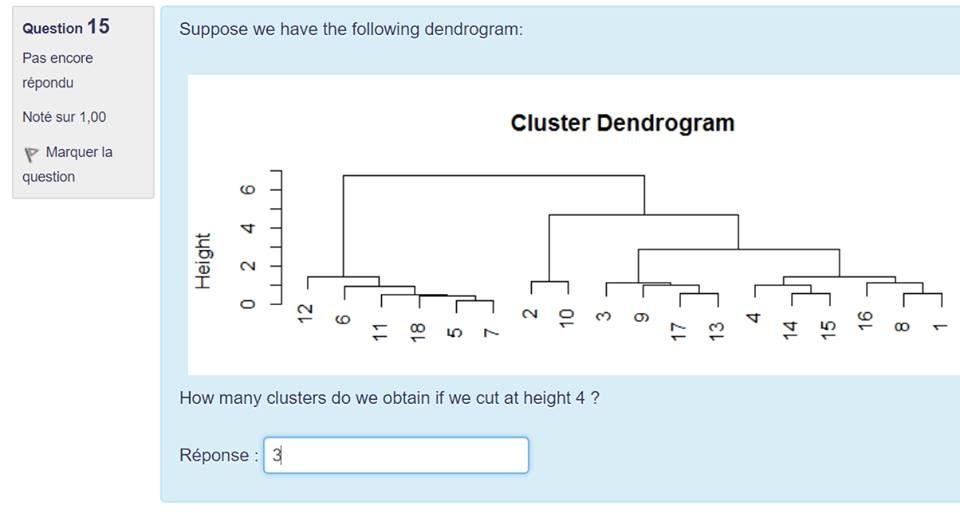 Question 15
Pas encore
répondu
Noté sur 1,00
Marquer la
question
Suppose we have the following dendrogram:
Cluster Dendrogram
Height
0 2 4 6
12 6 11 18 5 7 2 10 3 9 17 13 4 14 15 16 8 1
How many clusters do we obtain if we cut at height 4 ?
Réponse : 3